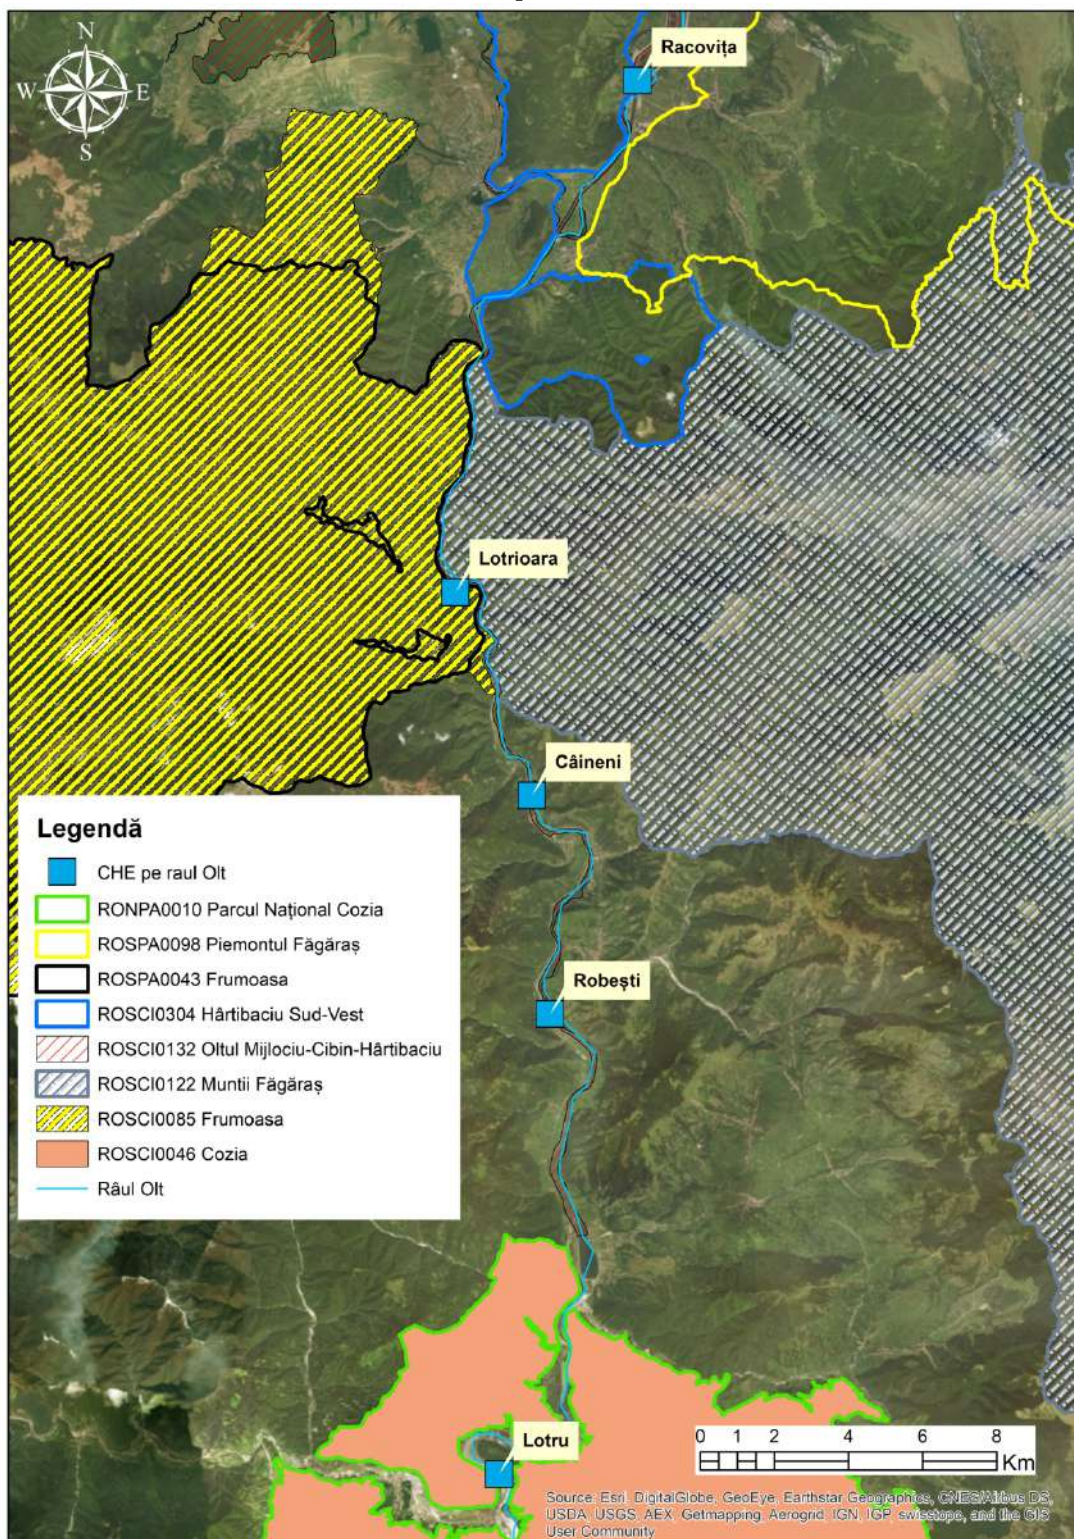 N
W E
S
Racovița
Lotrioara
Câineni
Robești
Legendă
CHE pe raul Olt
RONPA0010 Parcul Național Cozia
ROSPA0098 Piemontul Făgăraș
ROSPA0043 Frumoasa
ROSCI0304 Hârtibaciu Sud-Vest
ROSCI0132 Oltul Mijlociu-Cibin-Hârtibaciu
ROSCI0122 Muntii Făgăraș
ROSCI0085 Frumoasa
ROSCI0046 Cozia
Râul Olt
Lotru
0 1 2 4 6 8
Km
Source: Esri, DigitalGlobe, GeoEye, Earthstar Geographics, CNES/Airbus DS,
USDA, USGS, AEX, Getmapping, Aerogrid, IGN, IGP, swisstopo, and the GIS
User Community